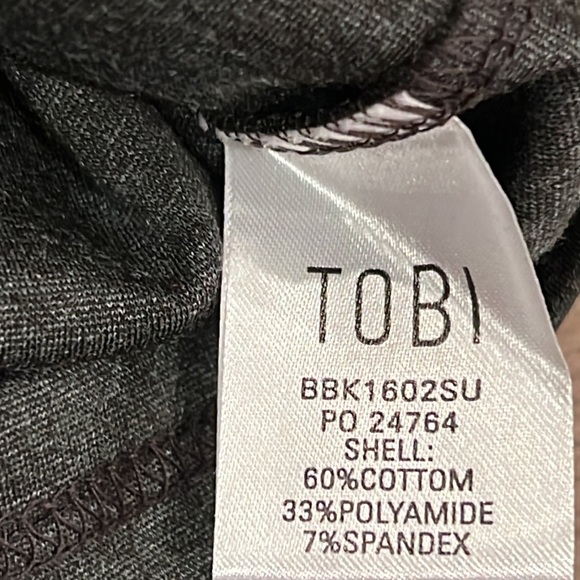 TOBI
BBK1602SU
PO 24764
SHELL:
60%COTTOM
33%POLYAMIDE
7%SPANDEX